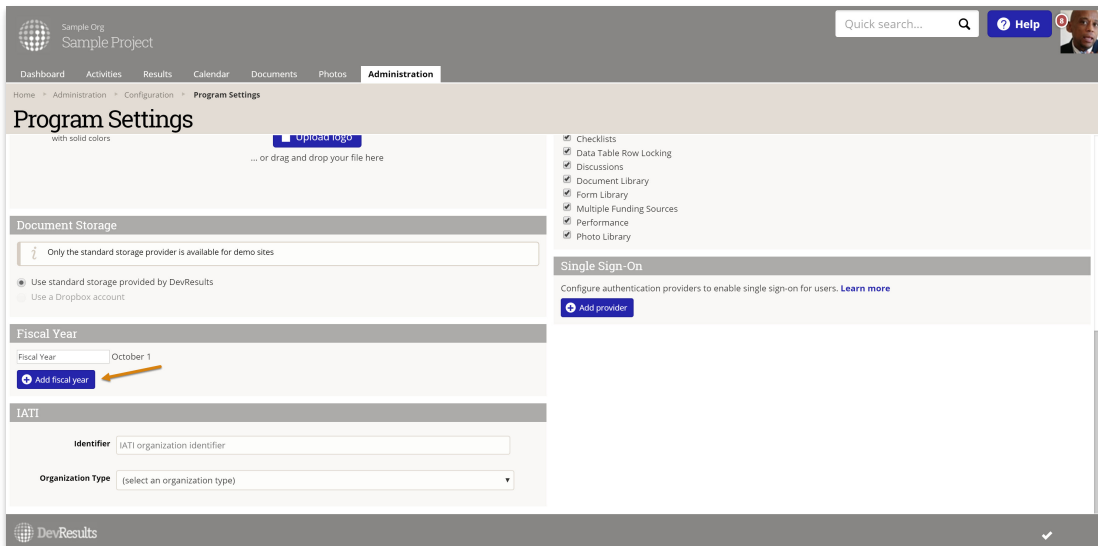 Sample Org
Sample Project
Quick search...
Help
8
Dashboard Activities Results Calendar Documents Photos Administration
Home Administration Configuration Program Settings
Program Settings
with solid colors
Upload logo
... or drag and drop your file here
Document Storage
Only the standard storage provider is available for demo sites
Use standard storage provided by DevResults
Use a Dropbox account
Fiscal Year
Fiscal Year October 1
Add fiscal year
IATI
Identifier IATI organization identifier
Organization Type (select an organization type)
Checklists
Data Table Row Locking
Discussions
Document Library
Form Library
Multiple Funding Sources
Performance
Photo Library
Single Sign-On
Configure authentication providers to enable single sign-on for users. Learn more
Add provider
DevResults